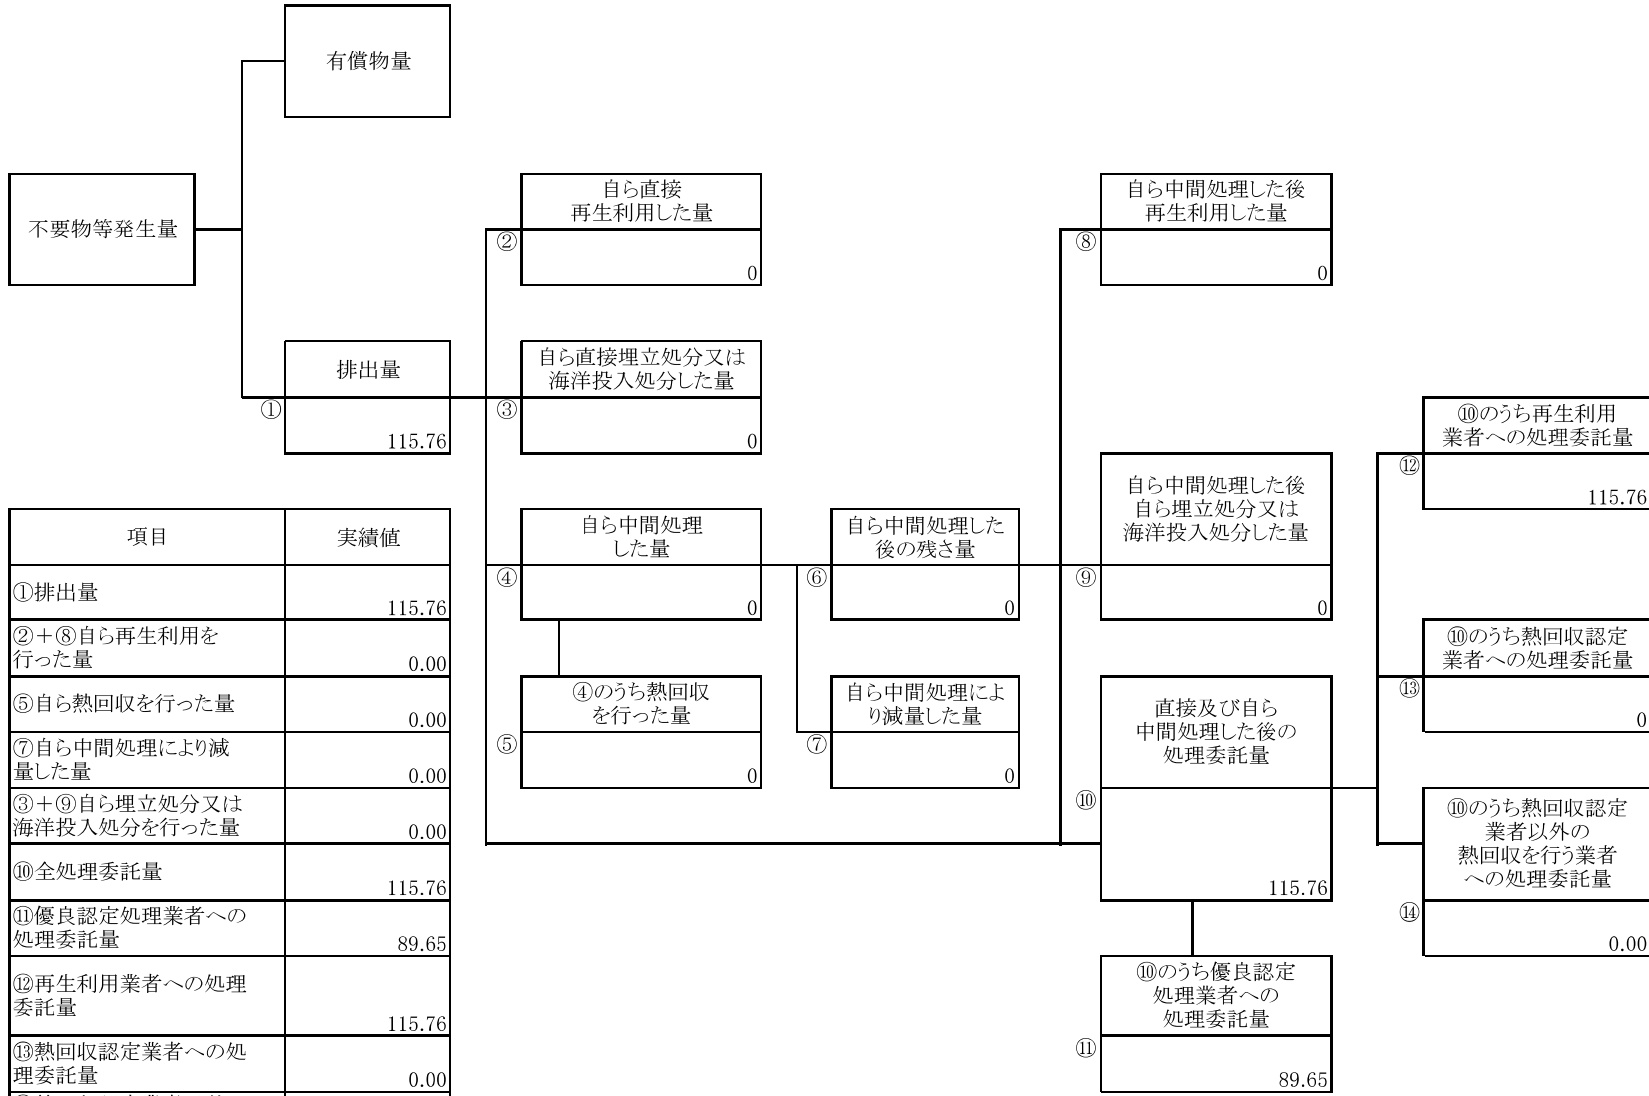 有償物量
不要物等発生量
排出量
①
115.76
自ら直接
再生利用した量
②
0
自ら直接埋立処分又は
海洋投入処分した量
③
0
自ら中間処理
した量
④
0
④のうち熱回収
を行った量
⑤
0
自ら中間処理した
後の残さ量
⑥
0
自ら中間処理によ
り減量した量
⑦
0
自ら中間処理した後
再生利用した量
⑧
0
自ら中間処理した後
自ら埋立処分又は
海洋投入処分した量
⑨
0
直接及び自ら
中間処理した後の
処理委託量
⑩
115.76
⑩のうち優良認定
処理業者への
処理委託量
⑪
89.65
⑩のうち再生利用
業者への処理委託量
⑫
115.76
⑩のうち熱回収認定
業者への処理委託量
⑬
0
⑩のうち熱回収認定
業者以外の
熱回収を行う業者
への処理委託量
⑭
0.00
項目 実績値
①排出量
115.76
②+⑧自ら再生利用を
行った量
0.00
⑤自ら熱回収を行った量
0.00
⑦自ら中間処理により減
量した量
0.00
③+⑨自ら埋立処分又は
海洋投入処分を行った量
0.00
⑩全処理委託量
115.76
⑪優良認定処理業者への
処理委託量
89.65
⑫再生利用業者への処理
委託量
115.76
⑬熱回収認定業者への処
理委託量
0.00